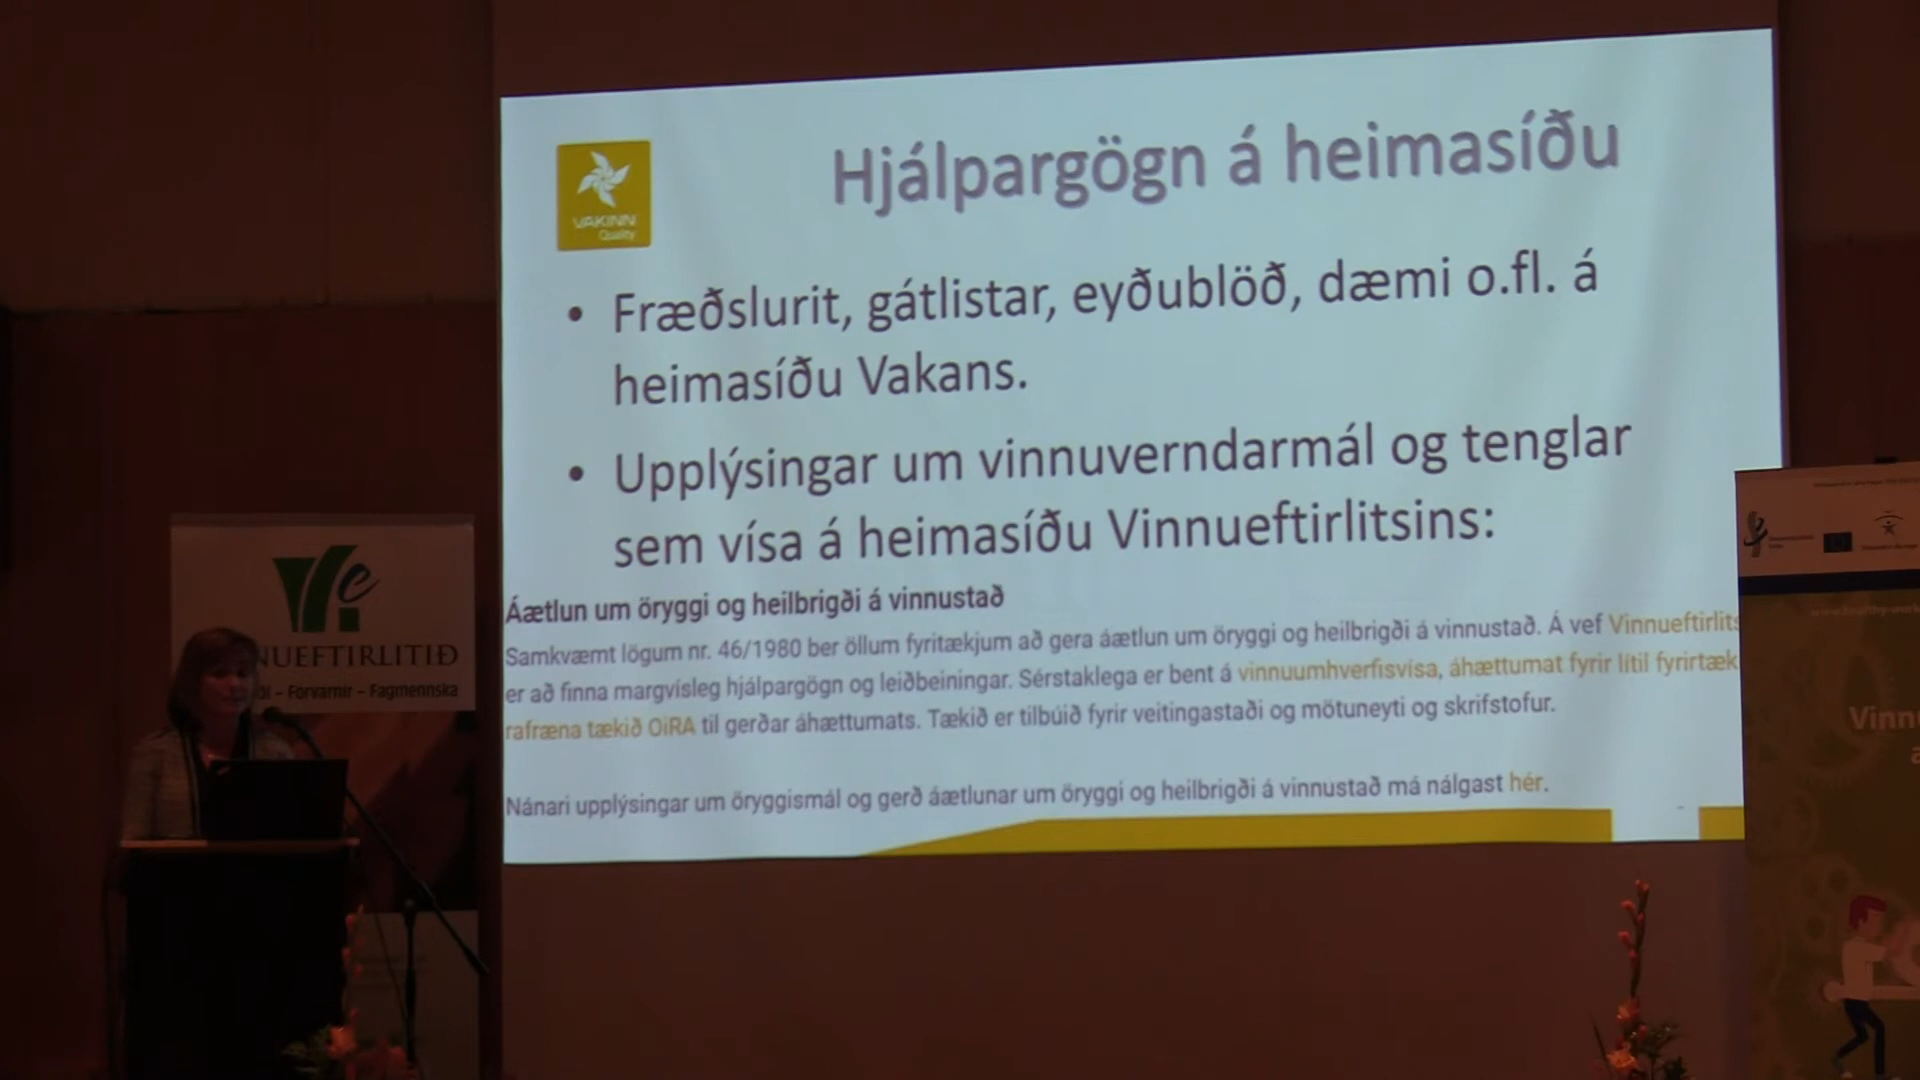 Hjálpargögn á heimasíðu
VAKINN
Quality
• Fræðslurit, gátlistar, eyðublöð, dæmi o.fl. á
heimasíðu Vakans.
• Upplýsingar um vinnuverndarmál og tenglar
sem vísa á heimasíðu Vinnueftirlitsins:
Áætlun um öryggi og heilbrigði á vinnustað
Samkvæmt lögum nr. 46/1980 ber öllum fyritækjum að gera áætlun um öryggi og heilbrigði á vinnustað. Á vef Vinnueftirlits
er að finna margvísleg hjálpargögn og leiðbeiningar. Sérstaklega er bent á vinnuumhverfisvísa, áhættumat fyrir lítil fyrirtæk
rafræna tækið OiRA til gerðar áhættumats. Tækið er tilbúið fyrir veitingastaði og mötuneyti og skrifstofur.
Nánari upplýsingar um öryggismál og gerð áætlunar um öryggi og heilbrigði á vinnustað má nálgast hér.
NUEFTIRLITIÐ
– Forvarnir – Fagmennska
Vinn